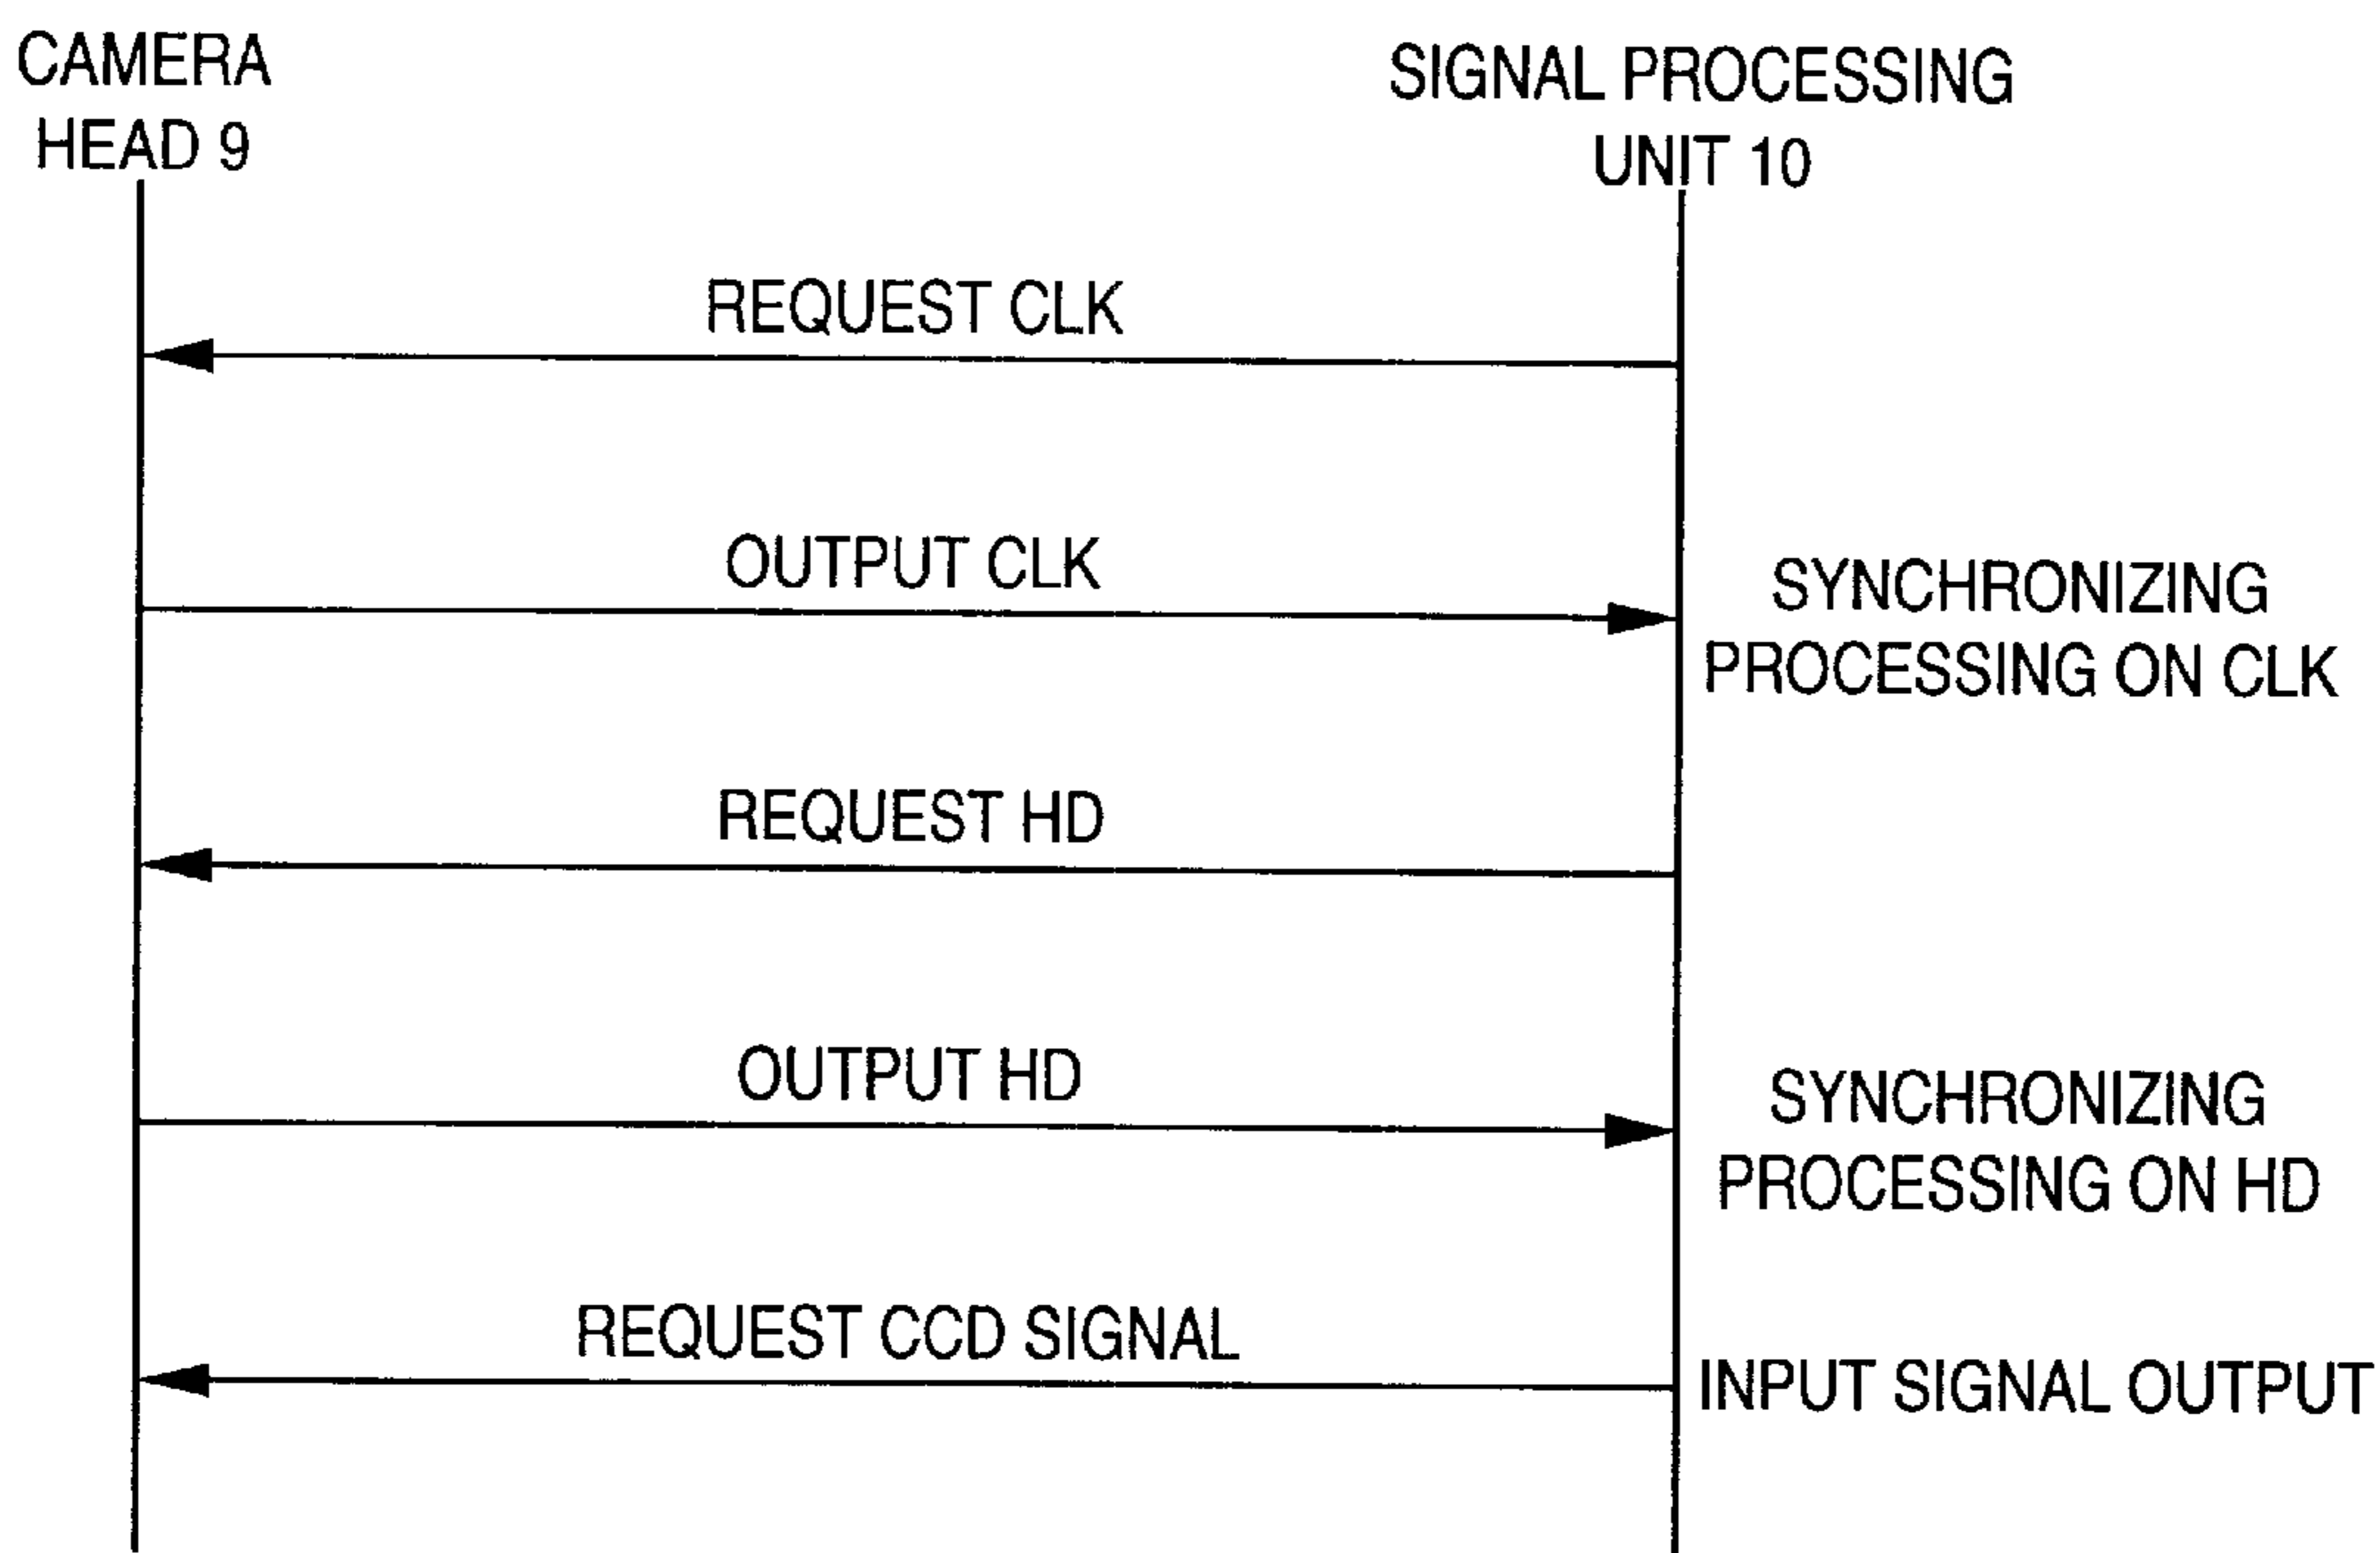 CAMERA
HEAD 9
SIGNAL PROCESSING
UNIT 10
REQUEST CLK
OUTPUT CLK
SYNCHRONIZING
PROCESSING ON CLK
REQUEST HD
OUTPUT HD
SYNCHRONIZING
PROCESSING ON HD
REQUEST CCD SIGNAL
INPUT SIGNAL OUTPUT